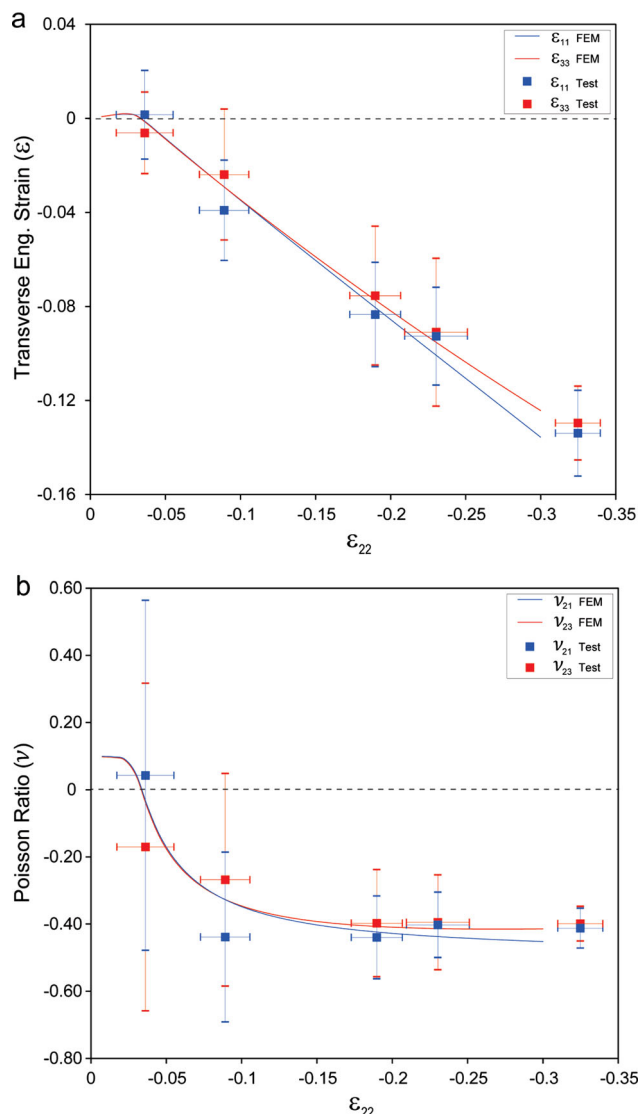 a
0.04
0
-0.04
-0.08
-0.12
-0.16
Transverse Eng. Strain (ε)
ε₁₁ FEM
ε₃₃ FEM
ε₁₁ Test
ε₃₃ Test
0 -0.05 -0.1 -0.15 -0.2 -0.25 -0.3 -0.35
ε₂₂
b
0.60
0.40
0.20
0
-0.20
-0.40
-0.60
-0.80
Poisson Ratio (ν)
ν₂₁ FEM
ν₂₃ FEM
ν₂₁ Test
ν₂₃ Test
0 -0.05 -0.1 -0.15 -0.2 -0.25 -0.3 -0.35
ε₂₂